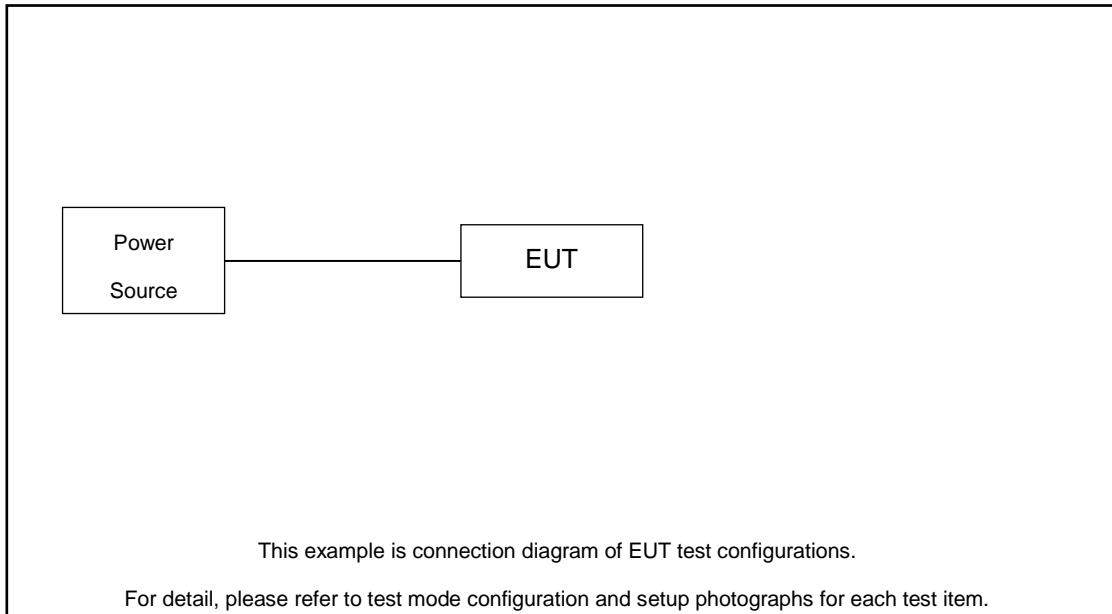 Power
Source
EUT
This example is connection diagram of EUT test configurations.
For detail, please refer to test mode configuration and setup photographs for each test item.